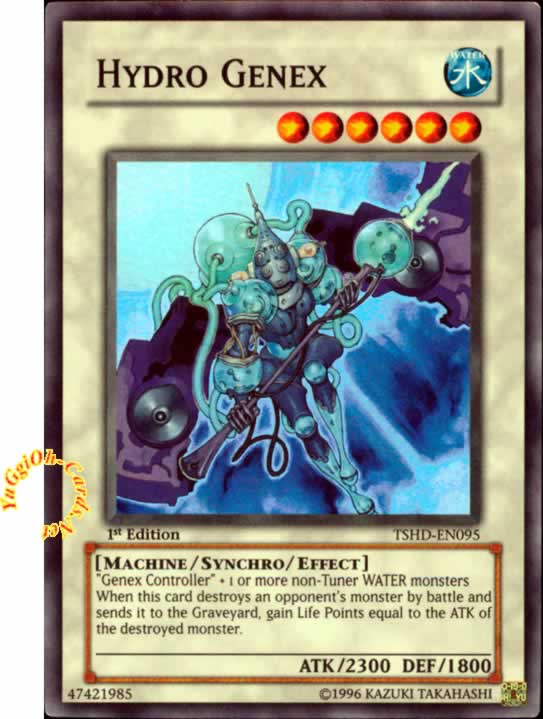 HYDRO GENEX
WATER
水
1st Edition
TSHD-EN095
[MACHINE/SYNCHRO/EFFECT]
"Genex Controller" + 1 or more non-Tuner WATER monsters
When this card destroys an opponent's monster by battle and
sends it to the Graveyard, gain Life Points equal to the ATK of
the destroyed monster.
ATK/2300 DEF/1800
47421985
©1996 KAZUKI TAKAHASHI
YuGgiOh-Cards.Net